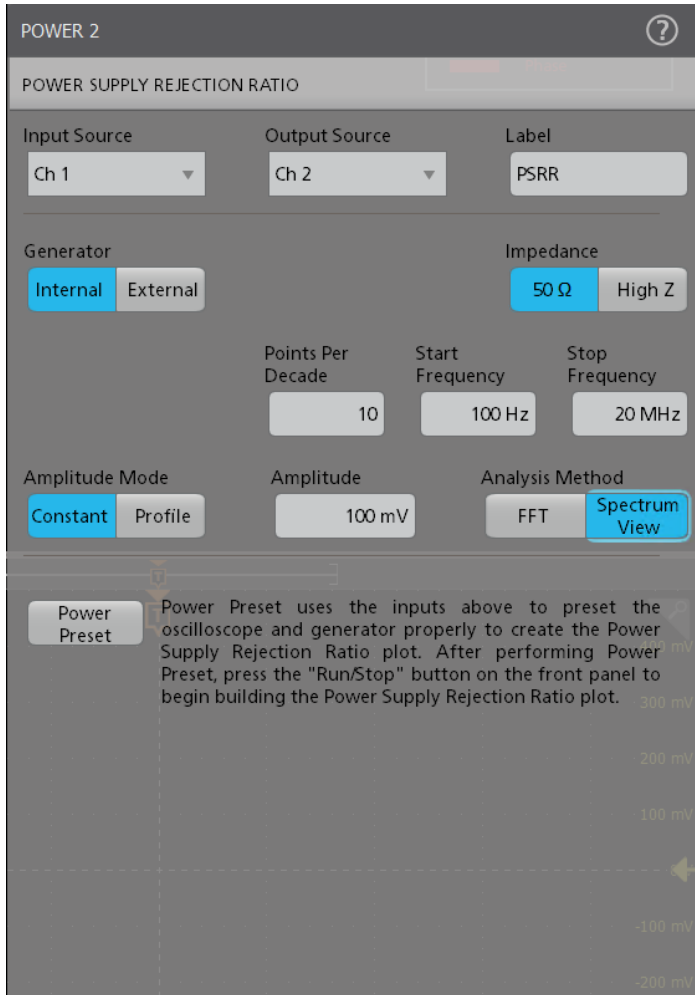 POWER 2
?
POWER SUPPLY REJECTION RATIO
Input Source
Output Source
Label
Ch 1
Ch 2
PSRR
Generator
Impedance
Internal
External
50 Ω
High Z
Points Per
Decade
Start
Frequency
Stop
Frequency
10
100 Hz
20 MHz
Amplitude Mode
Amplitude
Analysis Method
Constant
Profile
100 mV
FFT
Spectrum
View
T
Power
Preset
T
Power Preset uses the inputs above to preset the
oscilloscope and generator properly to create the Power
Supply Rejection Ratio plot. After performing Power
Preset, press the "Run/Stop" button on the front panel to
begin building the Power Supply Rejection Ratio plot.
400 mV
300 mV
200 mV
100 mV
-100 mV
-200 mV